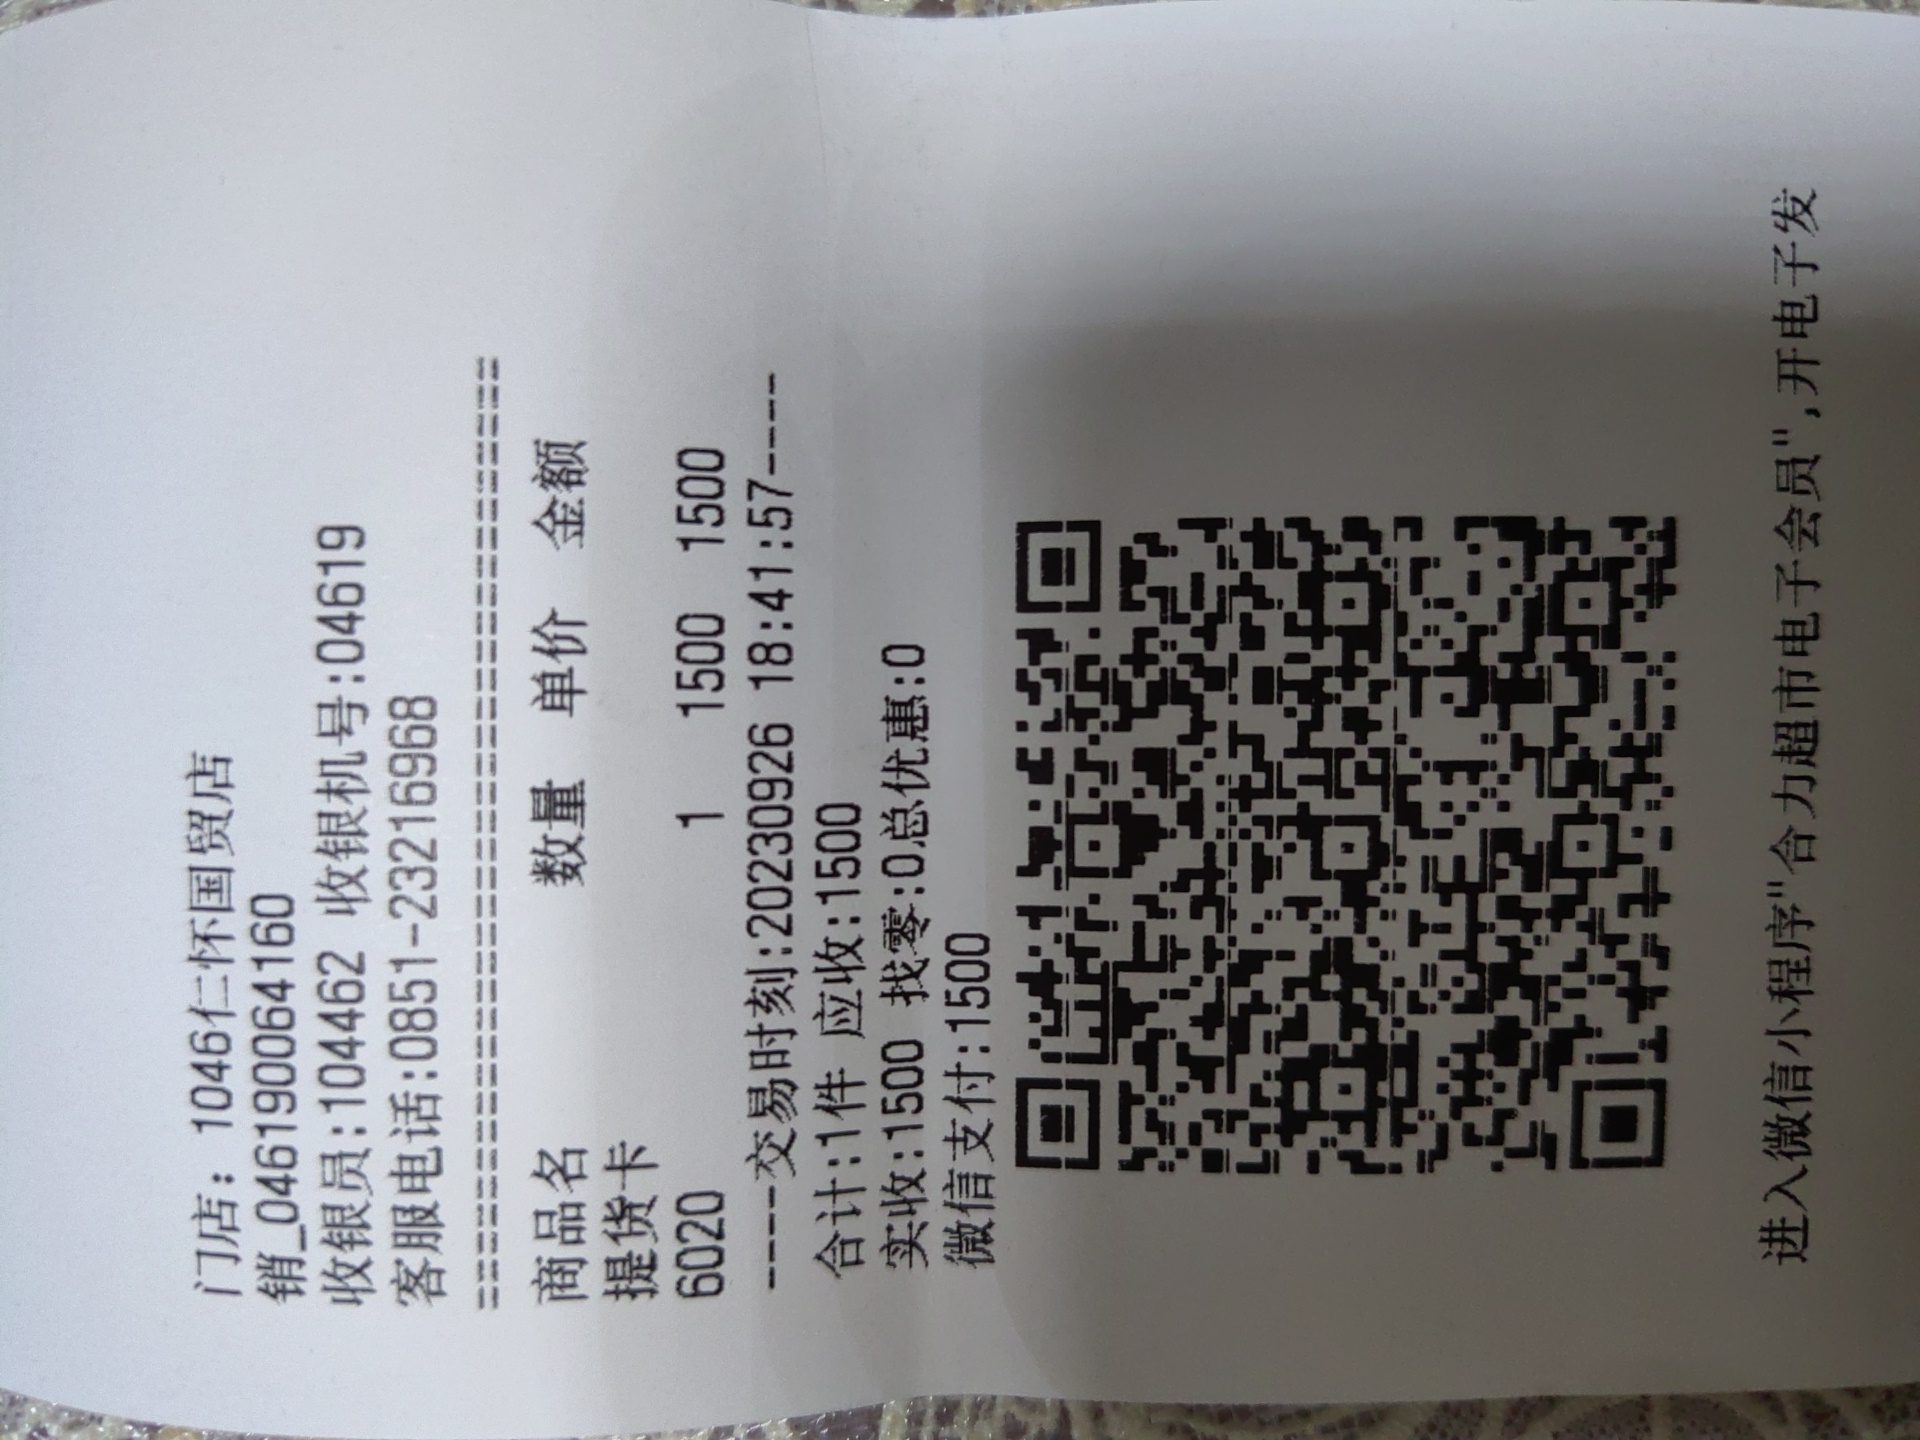 门店: 1046仁怀国贸店
销_0461900641​60
收银员:104462 收银机号:04619
客服电话:0851-23216968
商品名 数量 单价 金额
提货卡
6020 1 1500 1500
----交易时刻:20230926 18:41:57----
合计:1件 应收:1500
实收:1500 找零:0总优惠:0
微信支付:1500
进入微信小程序"合力超市电子会员",开电子发